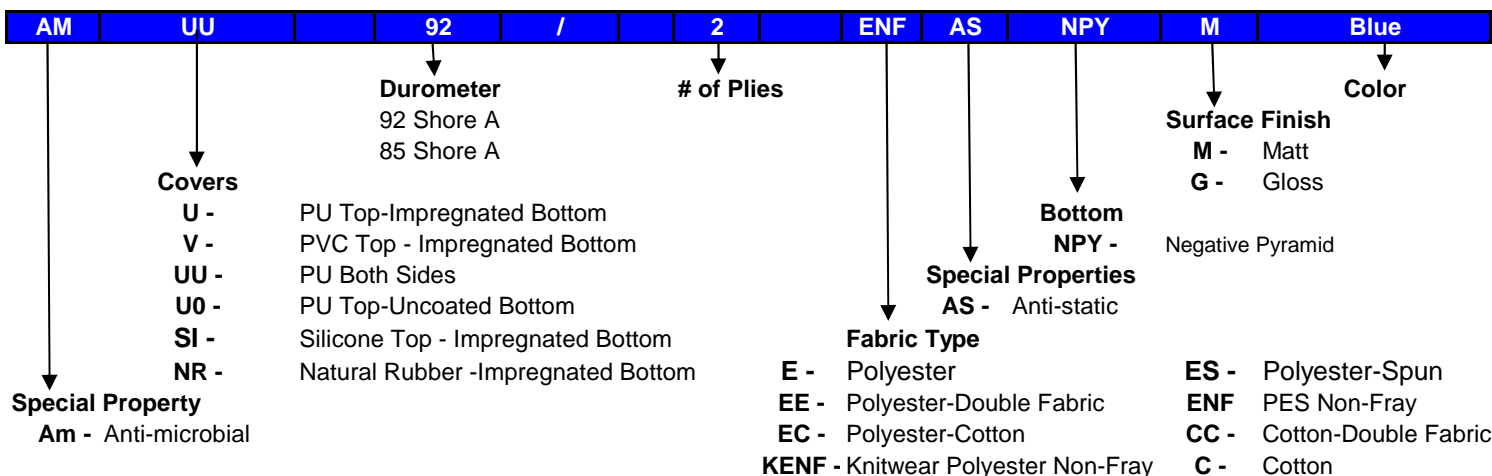 AM UU 92 / 2 ENF AS NPY M Blue
Durometer # of Plies Color
92 Shore A Surface Finish
85 Shore A M - Matt
Covers G - Gloss
U - PU Top-Impregnated Bottom Bottom
V - PVC Top - Impregnated Bottom NPY - Negative Pyramid
UU - PU Both Sides Special Properties
U0 - PU Top-Uncoated Bottom AS - Anti-static
SI - Silicone Top - Impregnated Bottom Fabric Type
NR - Natural Rubber -Impregnated Bottom E - Polyester ES - Polyester-Spun
Special Property EE - Polyester-Double Fabric ENF PES Non-Fray
Am - Anti-microbial EC - Polyester-Cotton CC - Cotton-Double Fabric
KENF - Knitwear Polyester Non-Fray C - Cotton